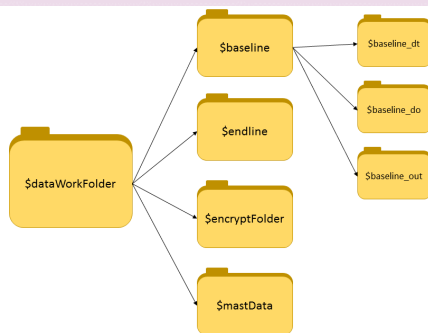 $dataWorkFolder
$baseline
$endline
$encryptFolder
$mastData
$baseline_dt
$baseline_do
$baseline_out